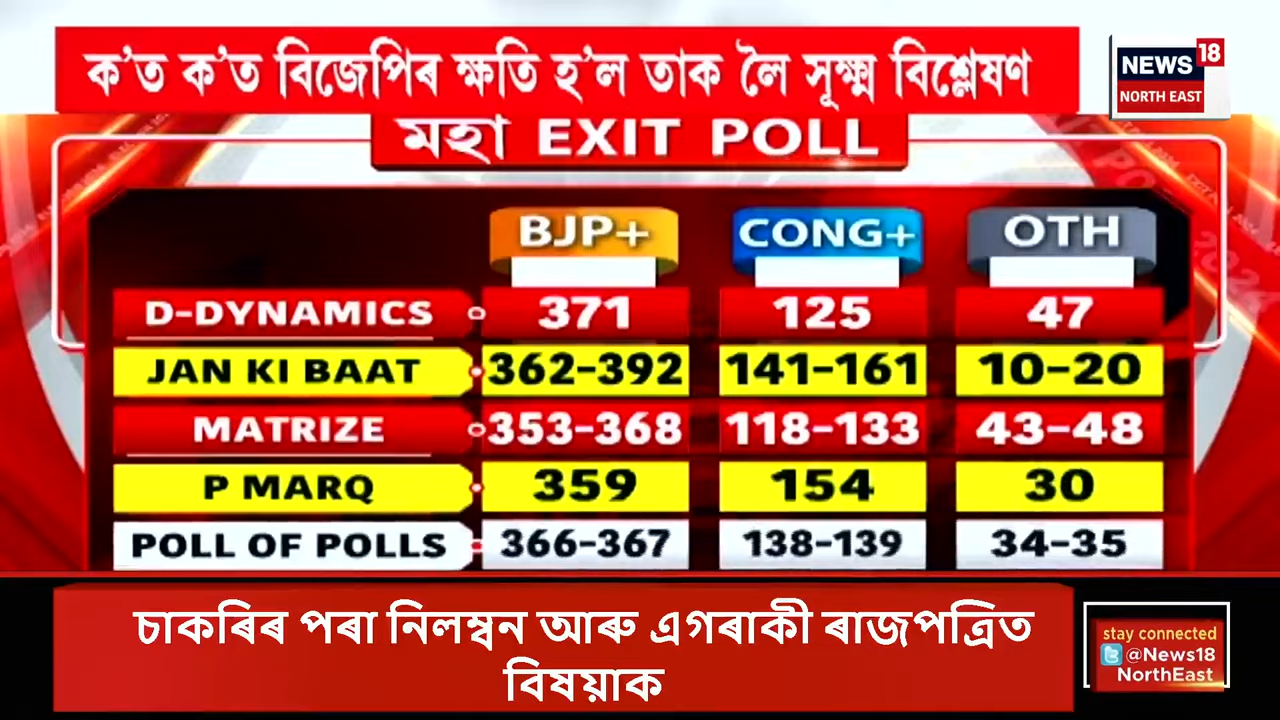 ক'ত ক'ত বিজেপিৰ ক্ষতি হ'ল তাক লৈ সূক্ষ্ম বিশ্লেষণ
NEWS 18
NORTH EAST
মহা EXIT POLL
BJP+ CONG+ OTH
D-DYNAMICS 371 125 47
JAN KI BAAT 362-392 141-161 10-20
MATRIZE 353-368 118-133 43-48
P MARQ 359 154 30
POLL OF POLLS 366-367 138-139 34-35
চাকৰিৰ পৰা নিলম্বন আৰু এগৰাকী ৰাজপত্ৰিত
বিষয়াক
stay connected
@News18
NorthEast